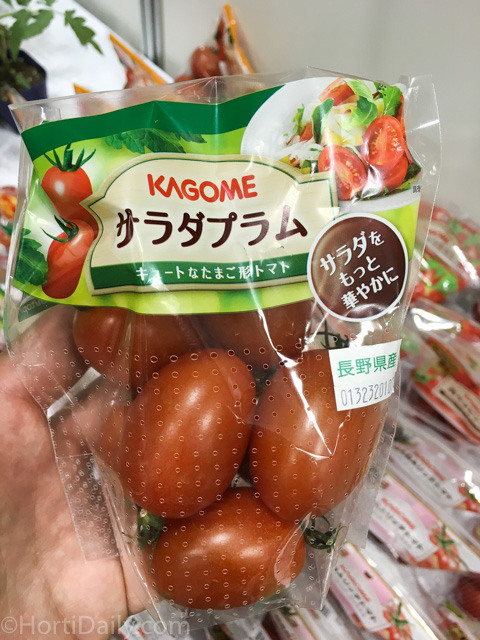 KAGOME
サラダプラム
キュートなたまご形トマト
サラダを
もっと
華やかに
長野県産
©HortiDaily.com